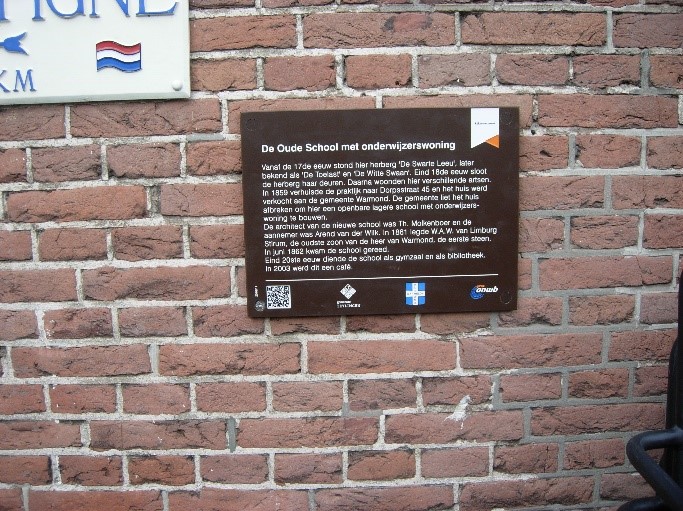 TIGNE
KM
De Oude School met onderwijzerswoning
Vanaf de 17de eeuw stond hier herberg 'De Swarte Leeu', later
bekend als 'De Toelast' en 'De Witte Swaen'. Eind 18de eeuw sloot
de herberg haar deuren. Daarna woonden hier verschillende artsen.
In 1859 verhuisde de praktijk naar Dorpsstraat 45 en het huis werd
verkocht aan de gemeente Warmond. De gemeente liet het huis
afbreken om hier een openbare lagere school met onderwijzers-
woning te bouwen.
De architect van de nieuwe school was Th. Molkenboer en de
aannemer was Arend van der Wilk. In 1861 legde W.A.W. van Limburg
Stirum, de oudste zoon van de heer van Warmond, de eerste steen.
In juni 1862 kwam de school gereed.
Eind 20ste eeuw diende de school als gymzaal en als bibliotheek.
In 2003 werd dit een café.
gemeente
TEYLINGEN
anwb